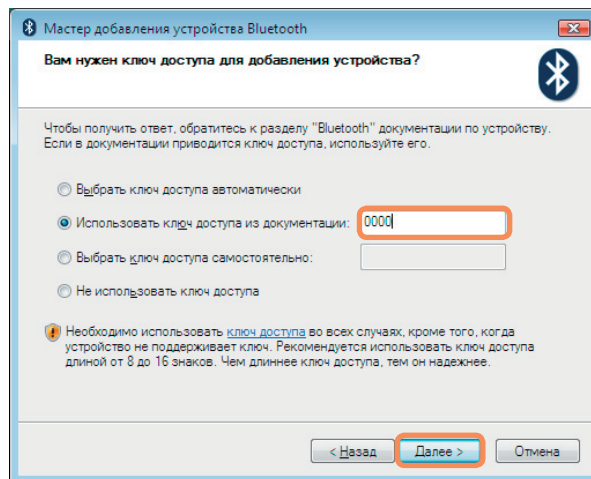 Мастер добавления устройства Bluetooth
Вам нужен ключ доступа для добавления устройства?
Чтобы получить ответ, обратитесь к разделу "Bluetooth" документации по устройству.
Если в документации приводится ключ доступа, используйте его.
Выбрать ключ доступа автоматически
Использовать ключ доступа из документации: 0000
Выбрать ключ доступа самостоятельно:
Не использовать ключ доступа
Необходимо использовать ключ доступа во всех случаях, кроме того, когда
устройство не поддерживает ключ. Рекомендуется использовать ключ доступа
длиной от 8 до 16 знаков. Чем длиннее ключ доступа, тем он надежнее.
< Назад Далее > Отмена